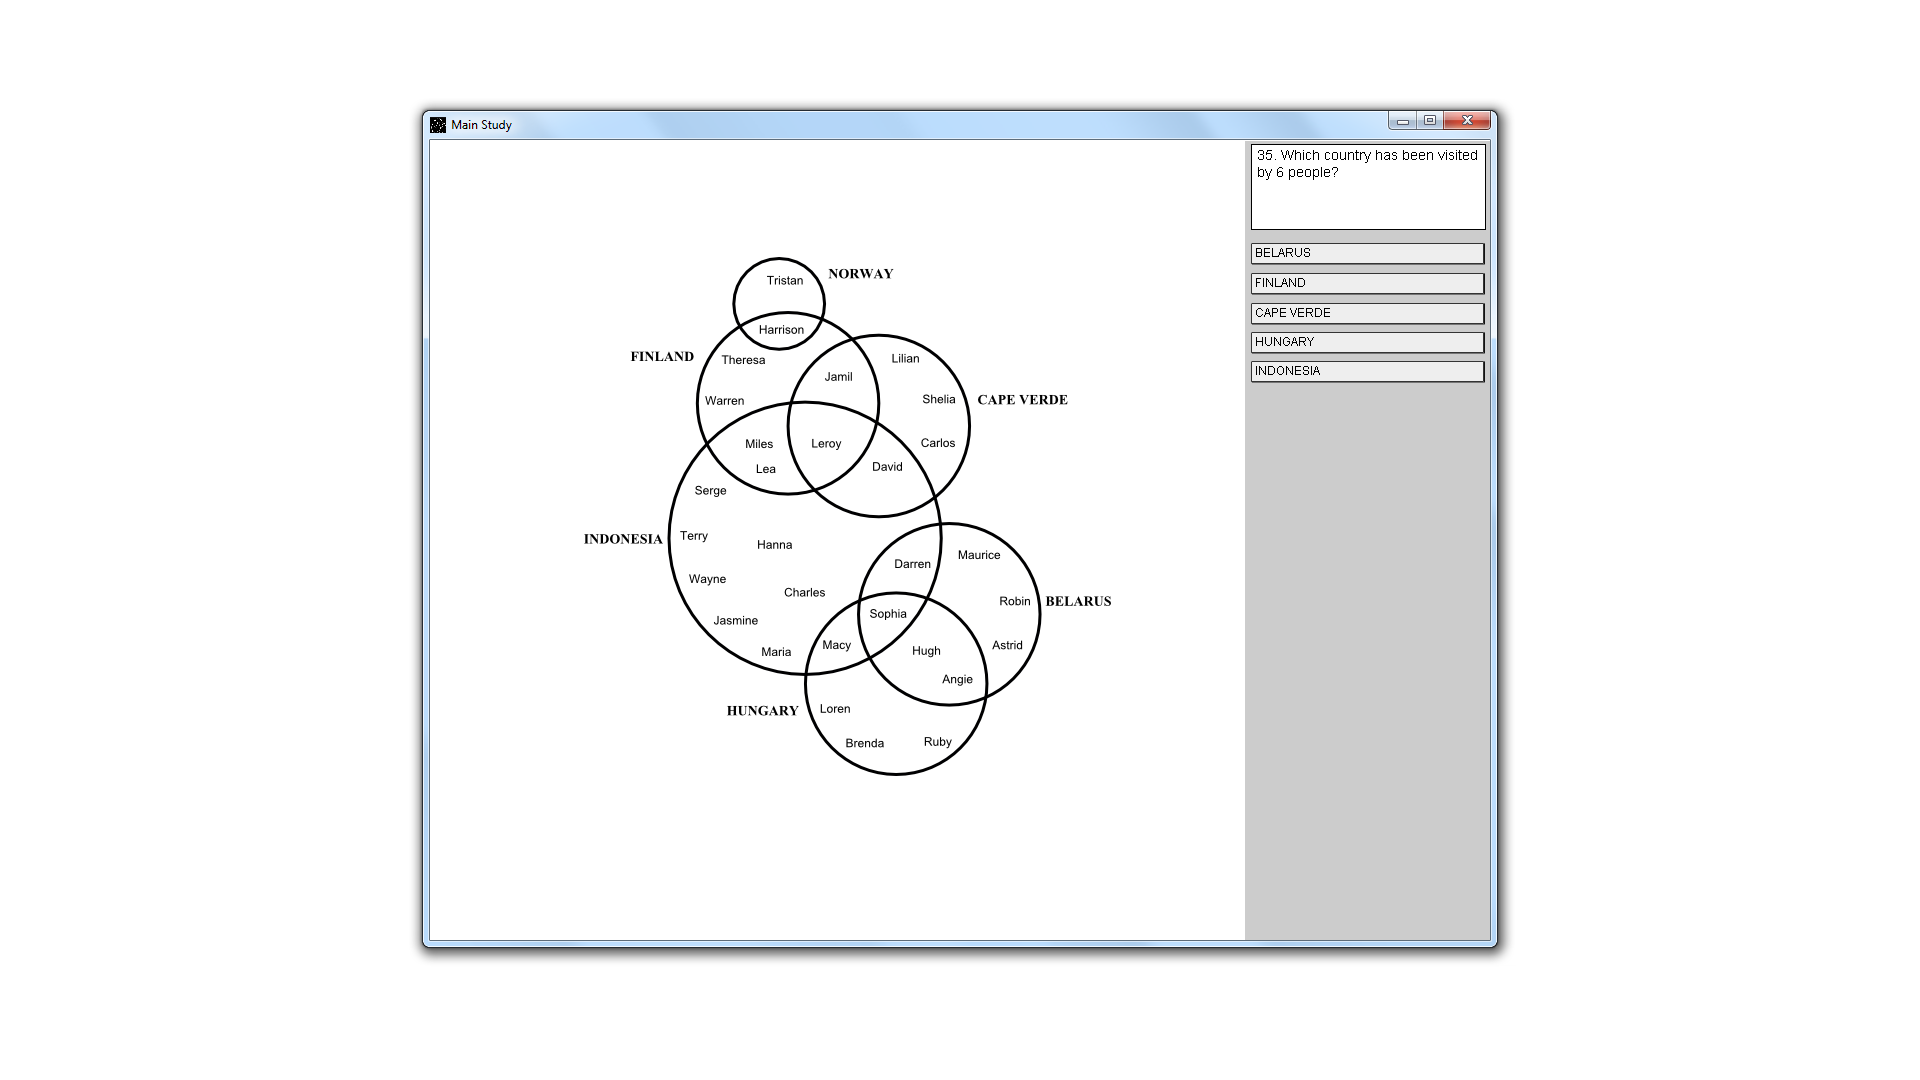 Main Study
35. Which country has been visited
by 6 people?
BELARUS
FINLAND
CAPE VERDE
HUNGARY
INDONESIA
NORWAY
Tristan
Harrison
FINLAND
Theresa
Lilian
Jamil
Warren
Shelia
CAPE VERDE
Miles
Leroy
Carlos
Lea
David
Serge
INDONESIA
Terry
Hanna
Darren
Maurice
Wayne
Charles
Robin
BELARUS
Jasmine
Sophia
Maria
Macy
Hugh
Astrid
Angie
HUNGARY
Loren
Brenda
Ruby